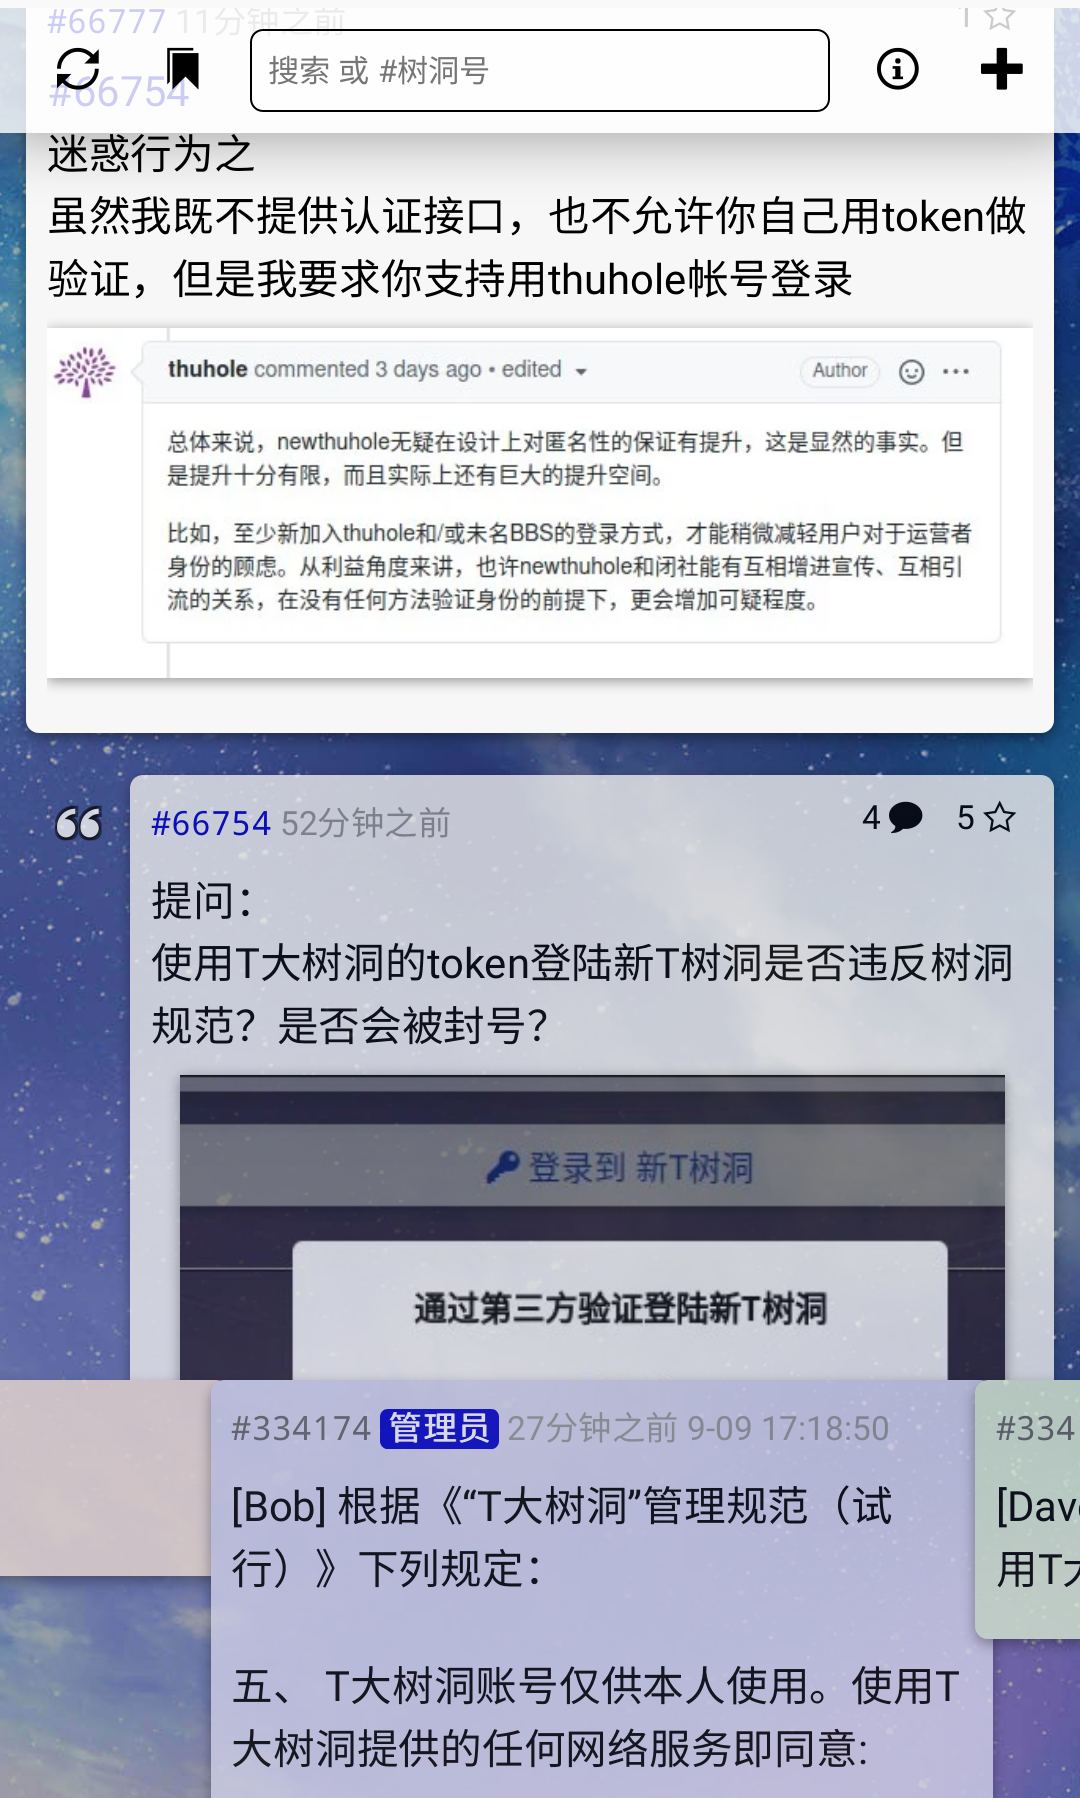 #66777 11分钟之前 1
搜索 或 #树洞号
#66754
迷惑行为之
虽然我既不提供认证接口，也不允许你自己用token做
验证，但是我要求你支持用thuhole帐号登录
thuhole commented 3 days ago • edited Author
总体来说，newthuhole无疑在设计上对匿名性的保证有提升，这是显然的事实。但
是提升十分有限，而且实际上还有巨大的提升空间。
比如，至少新加入thuhole和/或未名BBS的登录方式，才能稍微减轻用户对于运营者
身份的顾虑。从利益角度来讲，也许newthuhole和闭社能有互相增进宣传、互相引
流的关系，在没有任何方法验证身份的前提下，更会增加可疑程度。
#66754 52分钟之前 4 5
提问：
使用T大树洞的token登陆新T树洞是否违反树洞
规范？是否会被封号？
登录到 新T树洞
通过第三方验证登陆新T树洞
#334174 管理员 27分钟之前 9-09 17:18:50
[Bob] 根据《“T大树洞”管理规范（试
行）》下列规定：
五、 T大树洞账号仅供本人使用。使用T
大树洞提供的任何网络服务即同意:
#334
[Dav
用T大